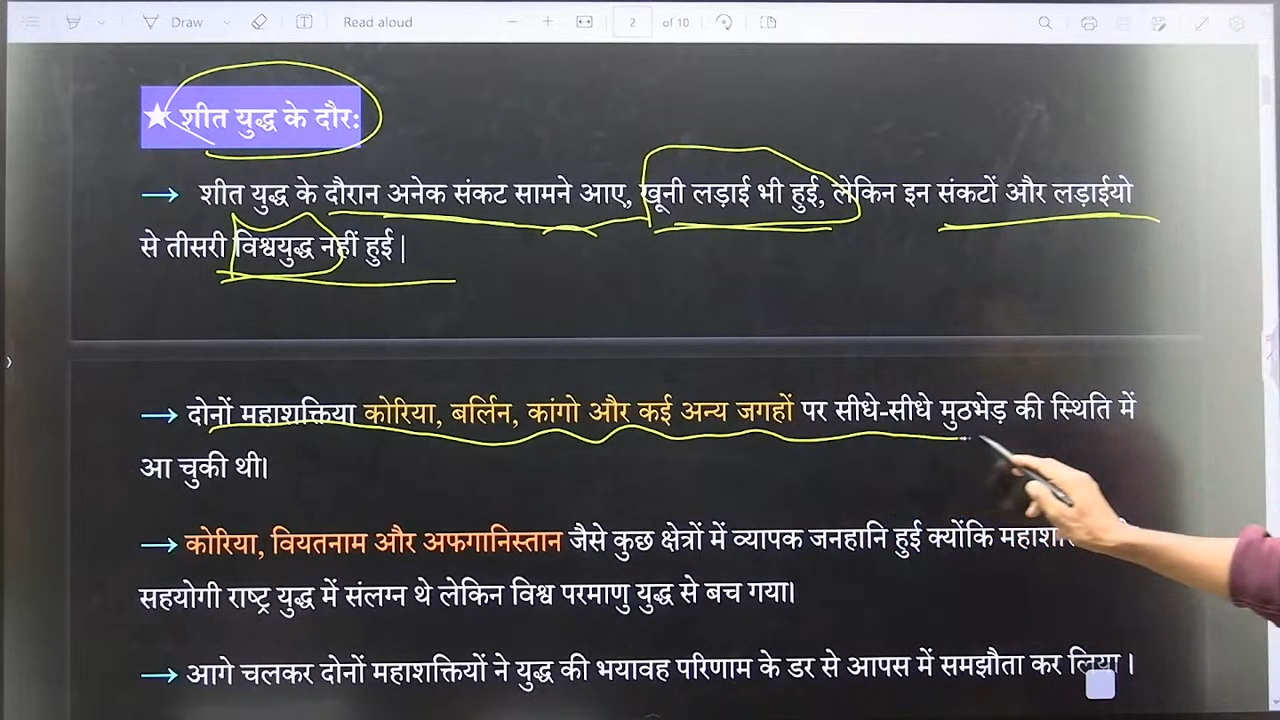 Draw
Read aloud
2 of 10
★ शीत युद्ध के दौर:
→ शीत युद्ध के दौरान अनेक संकट सामने आए, खूनी लड़ाई भी हुई, लेकिन इन संकटों और लड़ाईयो
से तीसरी विश्वयुद्ध नहीं हुई |
→ दोनों महाशक्तिया कोरिया, बर्लिन, कांगो और कई अन्य जगहों पर सीधे-सीधे मुठभेड़ की स्थिति में
आ चुकी थी।
→ कोरिया, वियतनाम और अफगानिस्तान जैसे कुछ क्षेत्रों में व्यापक जनहानि हुई क्योंकि
सहयोगी राष्ट्र युद्ध में संलग्न थे लेकिन विश्व परमाणु युद्ध से बच गया।
→ आगे चलकर दोनों महाशक्तियों ने युद्ध की भयावह परिणाम के डर से आपस में समझौता कर लिया ।